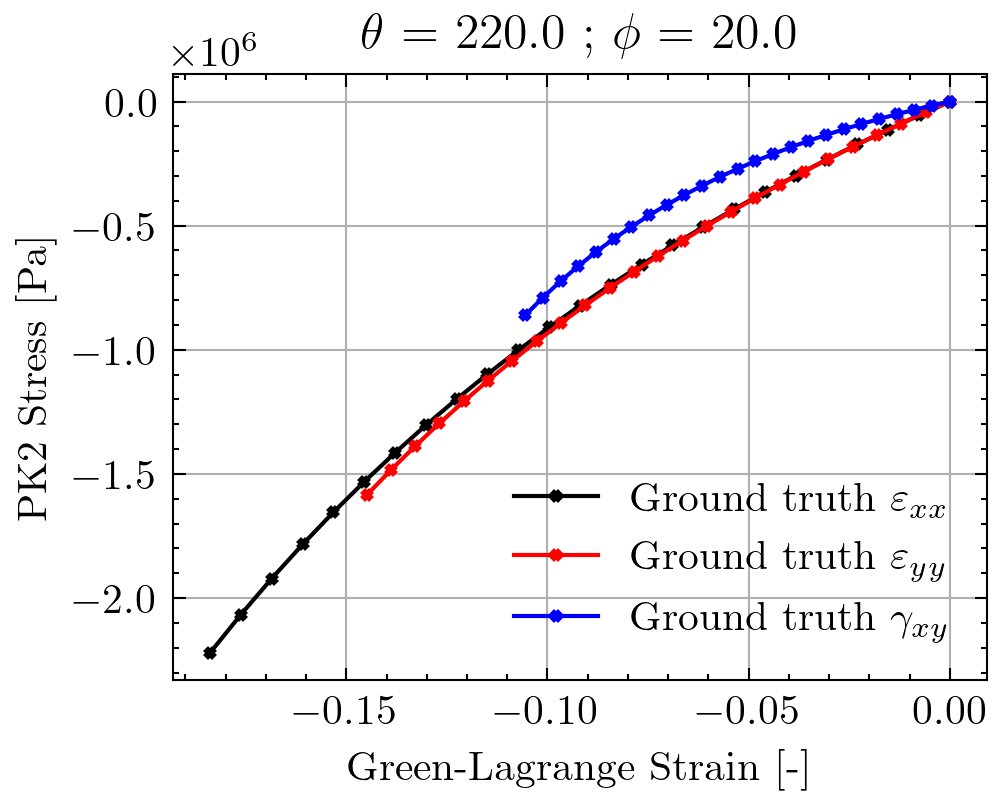 θ = 220.0 ; ϕ = 20.0
×10⁶
0.0
−0.5
−1.0
−1.5
−2.0
PK2 Stress [Pa]
Ground truth εₓₓ
Ground truth ε_yy
Ground truth γ_xy
−0.15 −0.10 −0.05 0.00
Green-Lagrange Strain [-]